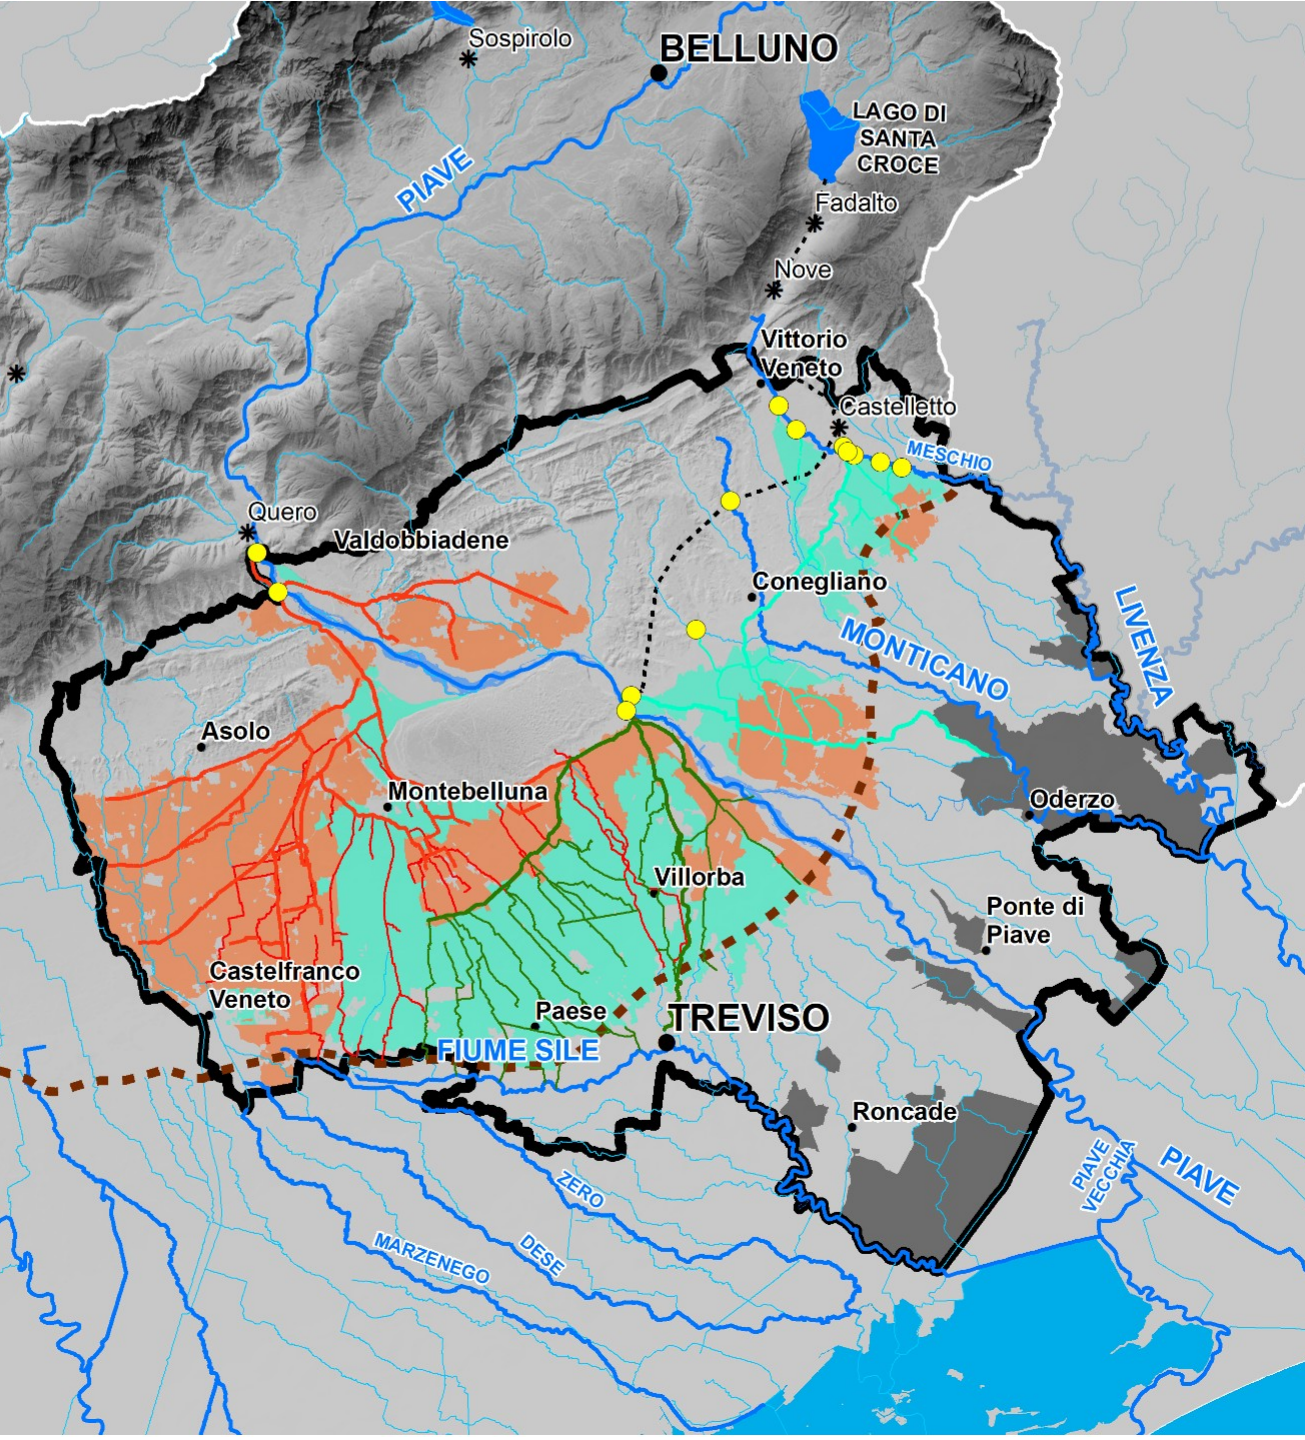 Sospirolo
BELLUNO
LAGO DI
SANTA
CROCE
PIAVE
Fadalto
Nove
Vittorio
Veneto
Castelletto
MESCHIO
Quero
Valdobbiadene
Conegliano
LIVENZA
MONTICANO
Asolo
Montebelluna
Oderzo
Villorba
Ponte di
Piave
Castelfranco
Veneto
Paese
TREVISO
FIUME SILE
Roncade
PIAVE
VECCHIA
PIAVE
ZERO
DESE
MARZENEGO